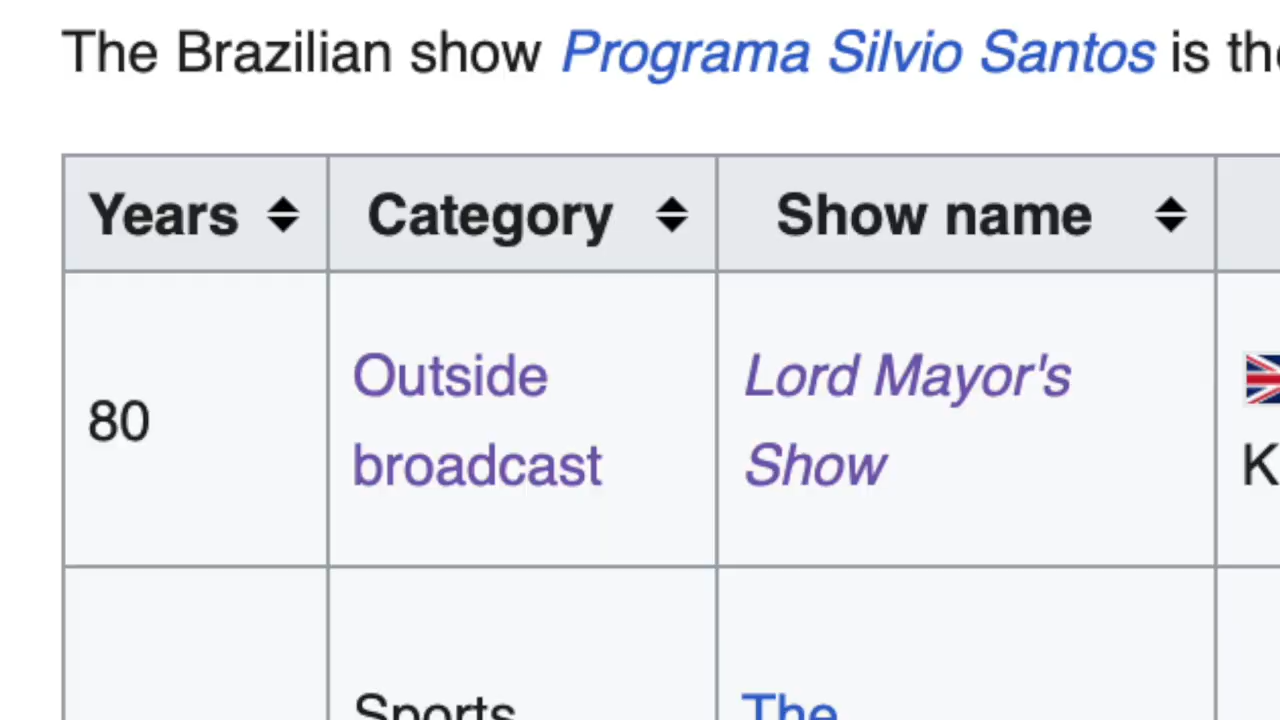 The Brazilian show Programa Silvio Santos is
Years Category Show name
80 Outside broadcast Lord Mayor's Show
Sports The